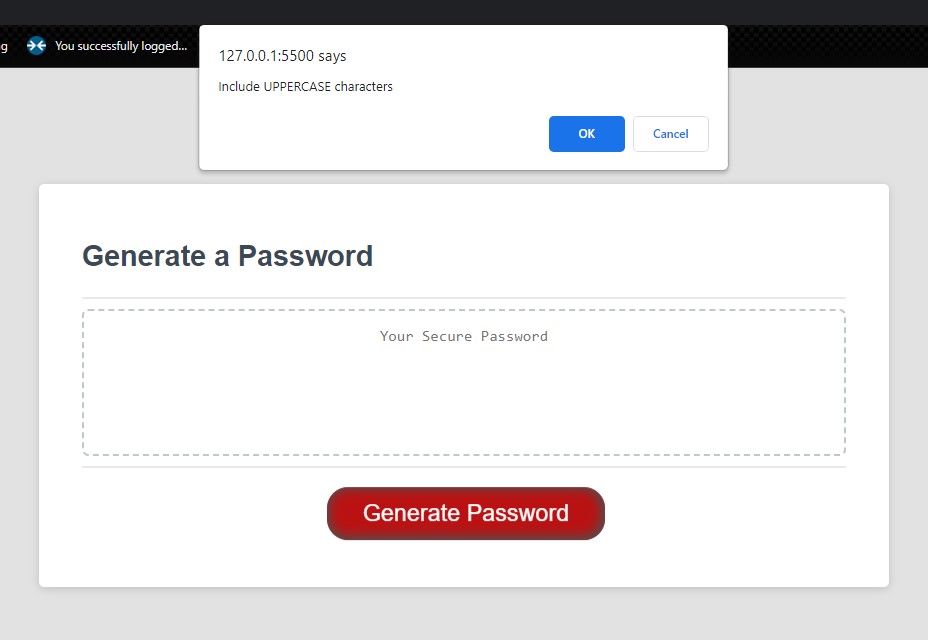 g
You successfully logged...
127.0.0.1:5500 says
Include UPPERCASE characters
OK
Cancel
Generate a Password
Your Secure Password
Generate Password